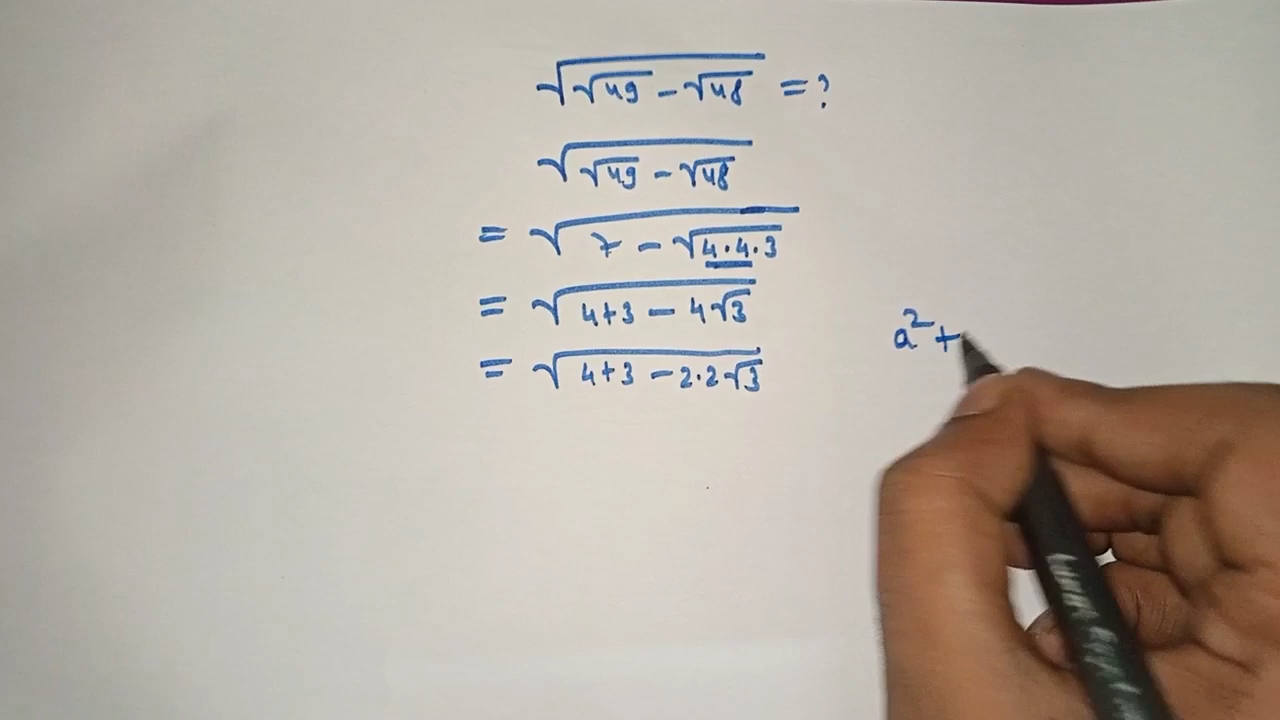 √(√49 - √48) = ?
√(√49 - √48)
= √(7 - √(4·4·3))
= √(4+3 - 4√3)
= √(4+3 - 2·2√3)
a² +